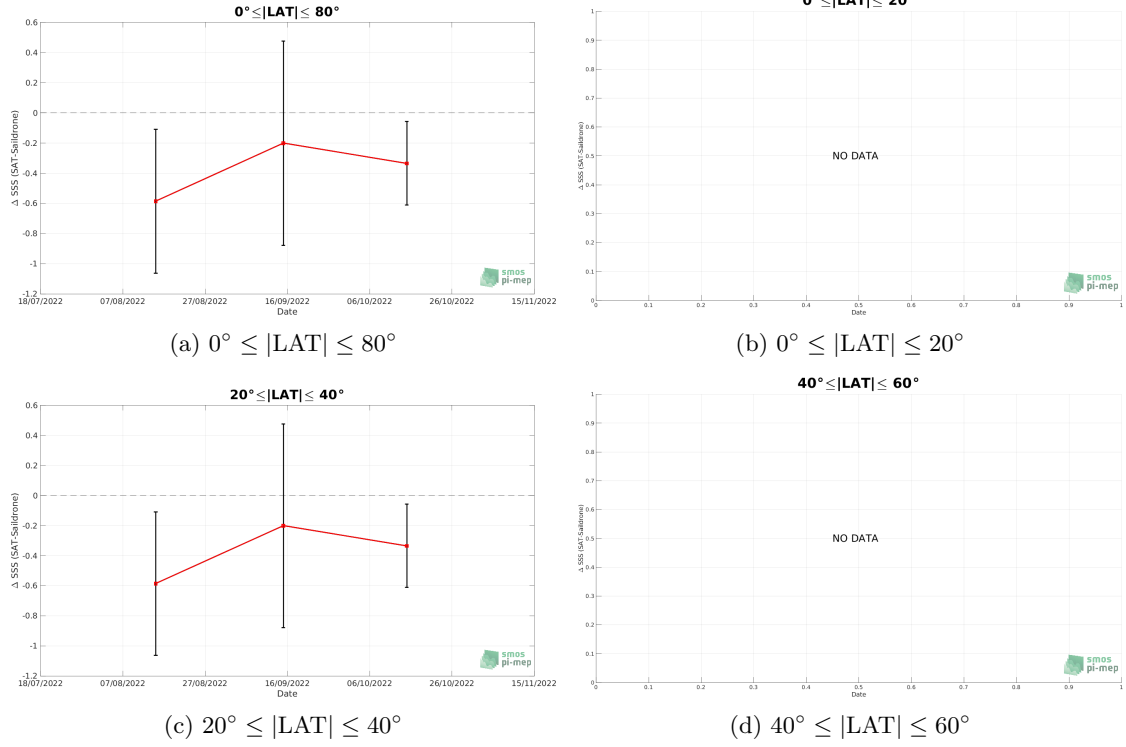 0°≤|LAT|≤ 80°
0.6
0.4
0.2
0
-0.2
-0.4
-0.6
-0.8
-1
-1.2
Δ SSS (SAT-Saildrone)
18/07/2022 07/08/2022 27/08/2022 16/09/2022 06/10/2022 26/10/2022 15/11/2022
Date
smos
pi-mep
(a) 0° ≤ |LAT| ≤ 80°
0°≤|LAT|≤ 20°
1
0.9
0.8
0.7
0.6
0.5
0.4
0.3
0.2
0.1
0
Δ SSS (SAT-Saildrone)
NO DATA
0 0.1 0.2 0.3 0.4 0.5 0.6 0.7 0.8 0.9 1
Date
smos
pi-mep
(b) 0° ≤ |LAT| ≤ 20°
20°≤|LAT|≤ 40°
0.6
0.4
0.2
0
-0.2
-0.4
-0.6
-0.8
-1
-1.2
Δ SSS (SAT-Saildrone)
18/07/2022 07/08/2022 27/08/2022 16/09/2022 06/10/2022 26/10/2022 15/11/2022
Date
smos
pi-mep
(c) 20° ≤ |LAT| ≤ 40°
40°≤|LAT|≤ 60°
1
0.9
0.8
0.7
0.6
0.5
0.4
0.3
0.2
0.1
0
Δ SSS (SAT-Saildrone)
NO DATA
0 0.1 0.2 0.3 0.4 0.5 0.6 0.7 0.8 0.9 1
Date
smos
pi-mep
(d) 40° ≤ |LAT| ≤ 60°